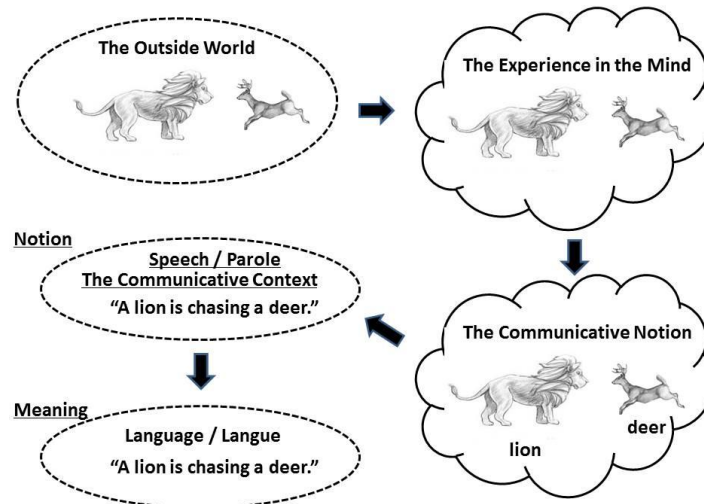 The Outside World
The Experience in the Mind
Notion
Speech / Parole
The Communicative Context
“A lion is chasing a deer.”
The Communicative Notion
lion
deer
Meaning
Language / Langue
“A lion is chasing a deer.”